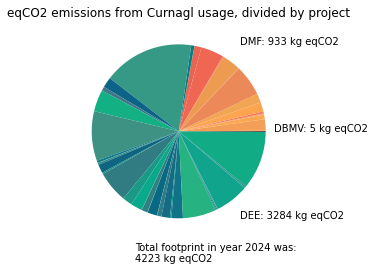 eqCO2 emissions from Curnagl usage, divided by project
DMF: 933 kg eqCO2
DBMV: 5 kg eqCO2
DEE: 3284 kg eqCO2
Total footprint in year 2024 was:
4223 kg eqCO2